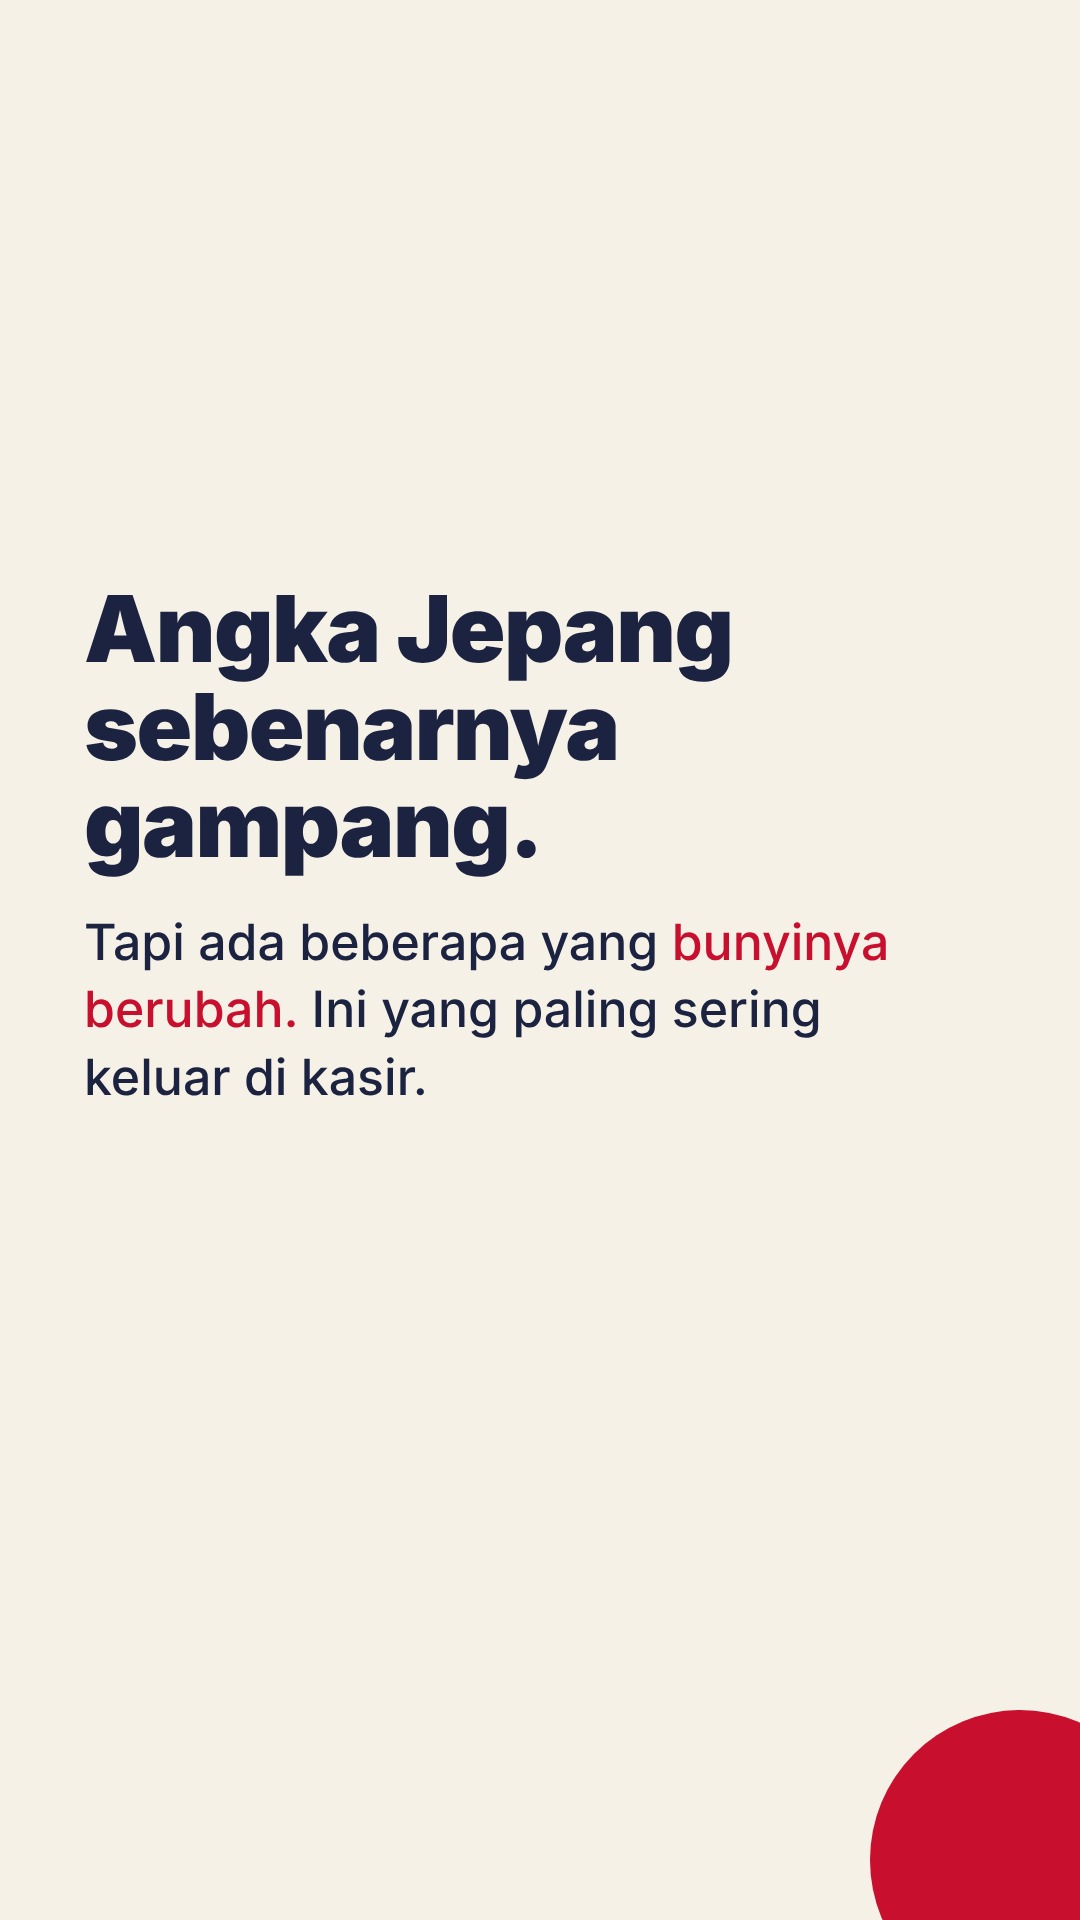 Angka Jepang
sebenarnya
gampang.
Tapi ada beberapa yang bunyinya
berubah. Ini yang paling sering
keluar di kasir.